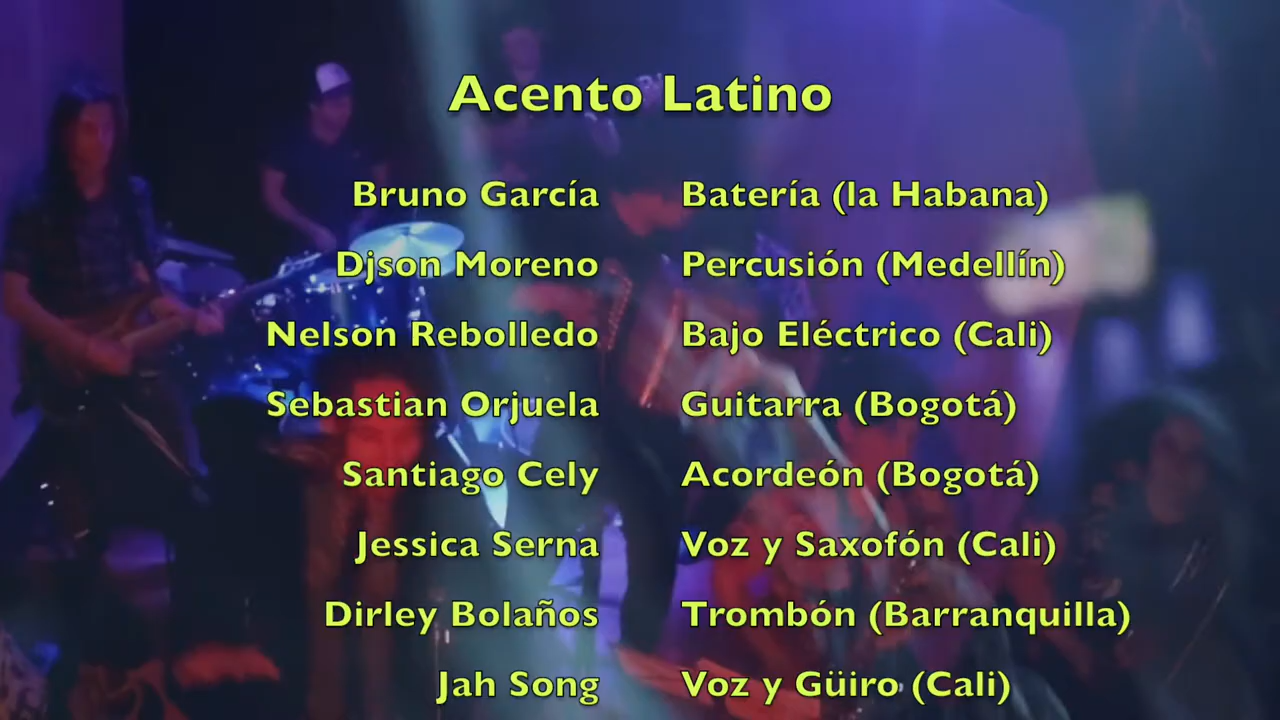 Acento Latino
Bruno García Batería (la Habana)
Djson Moreno Percusión (Medellín)
Nelson Rebolledo Bajo Eléctrico (Cali)
Sebastian Orjuela Guitarra (Bogotá)
Santiago Cely Acordeón (Bogotá)
Jessica Serna Voz y Saxofón (Cali)
Dirley Bolaños Trombón (Barranquilla)
Jah Song Voz y Güiro (Cali)